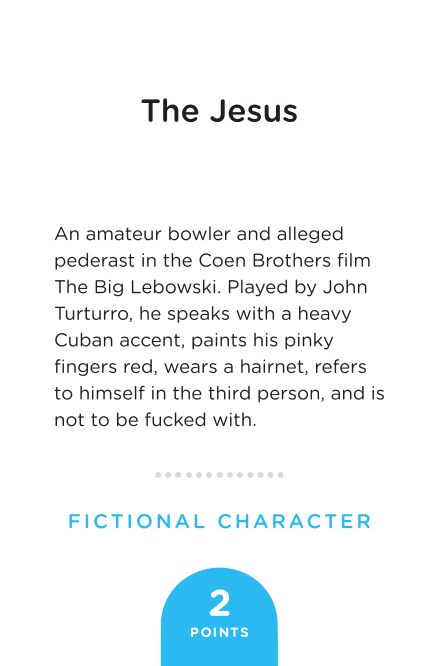 The Jesus
An amateur bowler and alleged
pederast in the Coen Brothers film
The Big Lebowski. Played by John
Turturro, he speaks with a heavy
Cuban accent, paints his pinky
fingers red, wears a hairnet, refers
to himself in the third person, and is
not to be fucked with.
FICTIONAL CHARACTER
2
POINTS